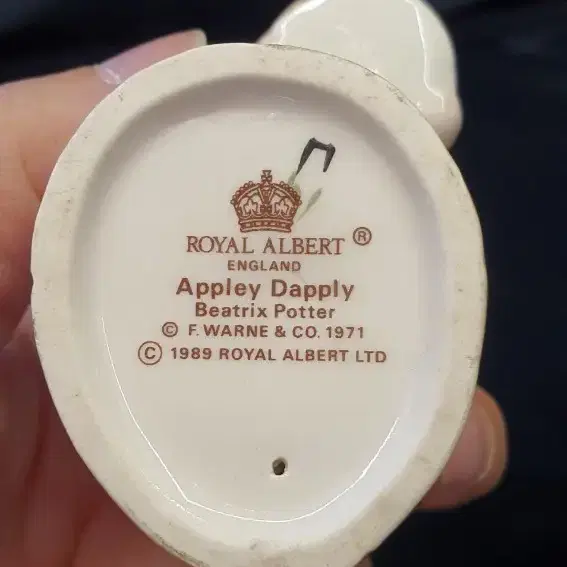 ROYAL ALBERT ®
ENGLAND
Appley Dapply
Beatrix Potter
© F. WARNE & CO. 1971
© 1989 ROYAL ALBERT LTD